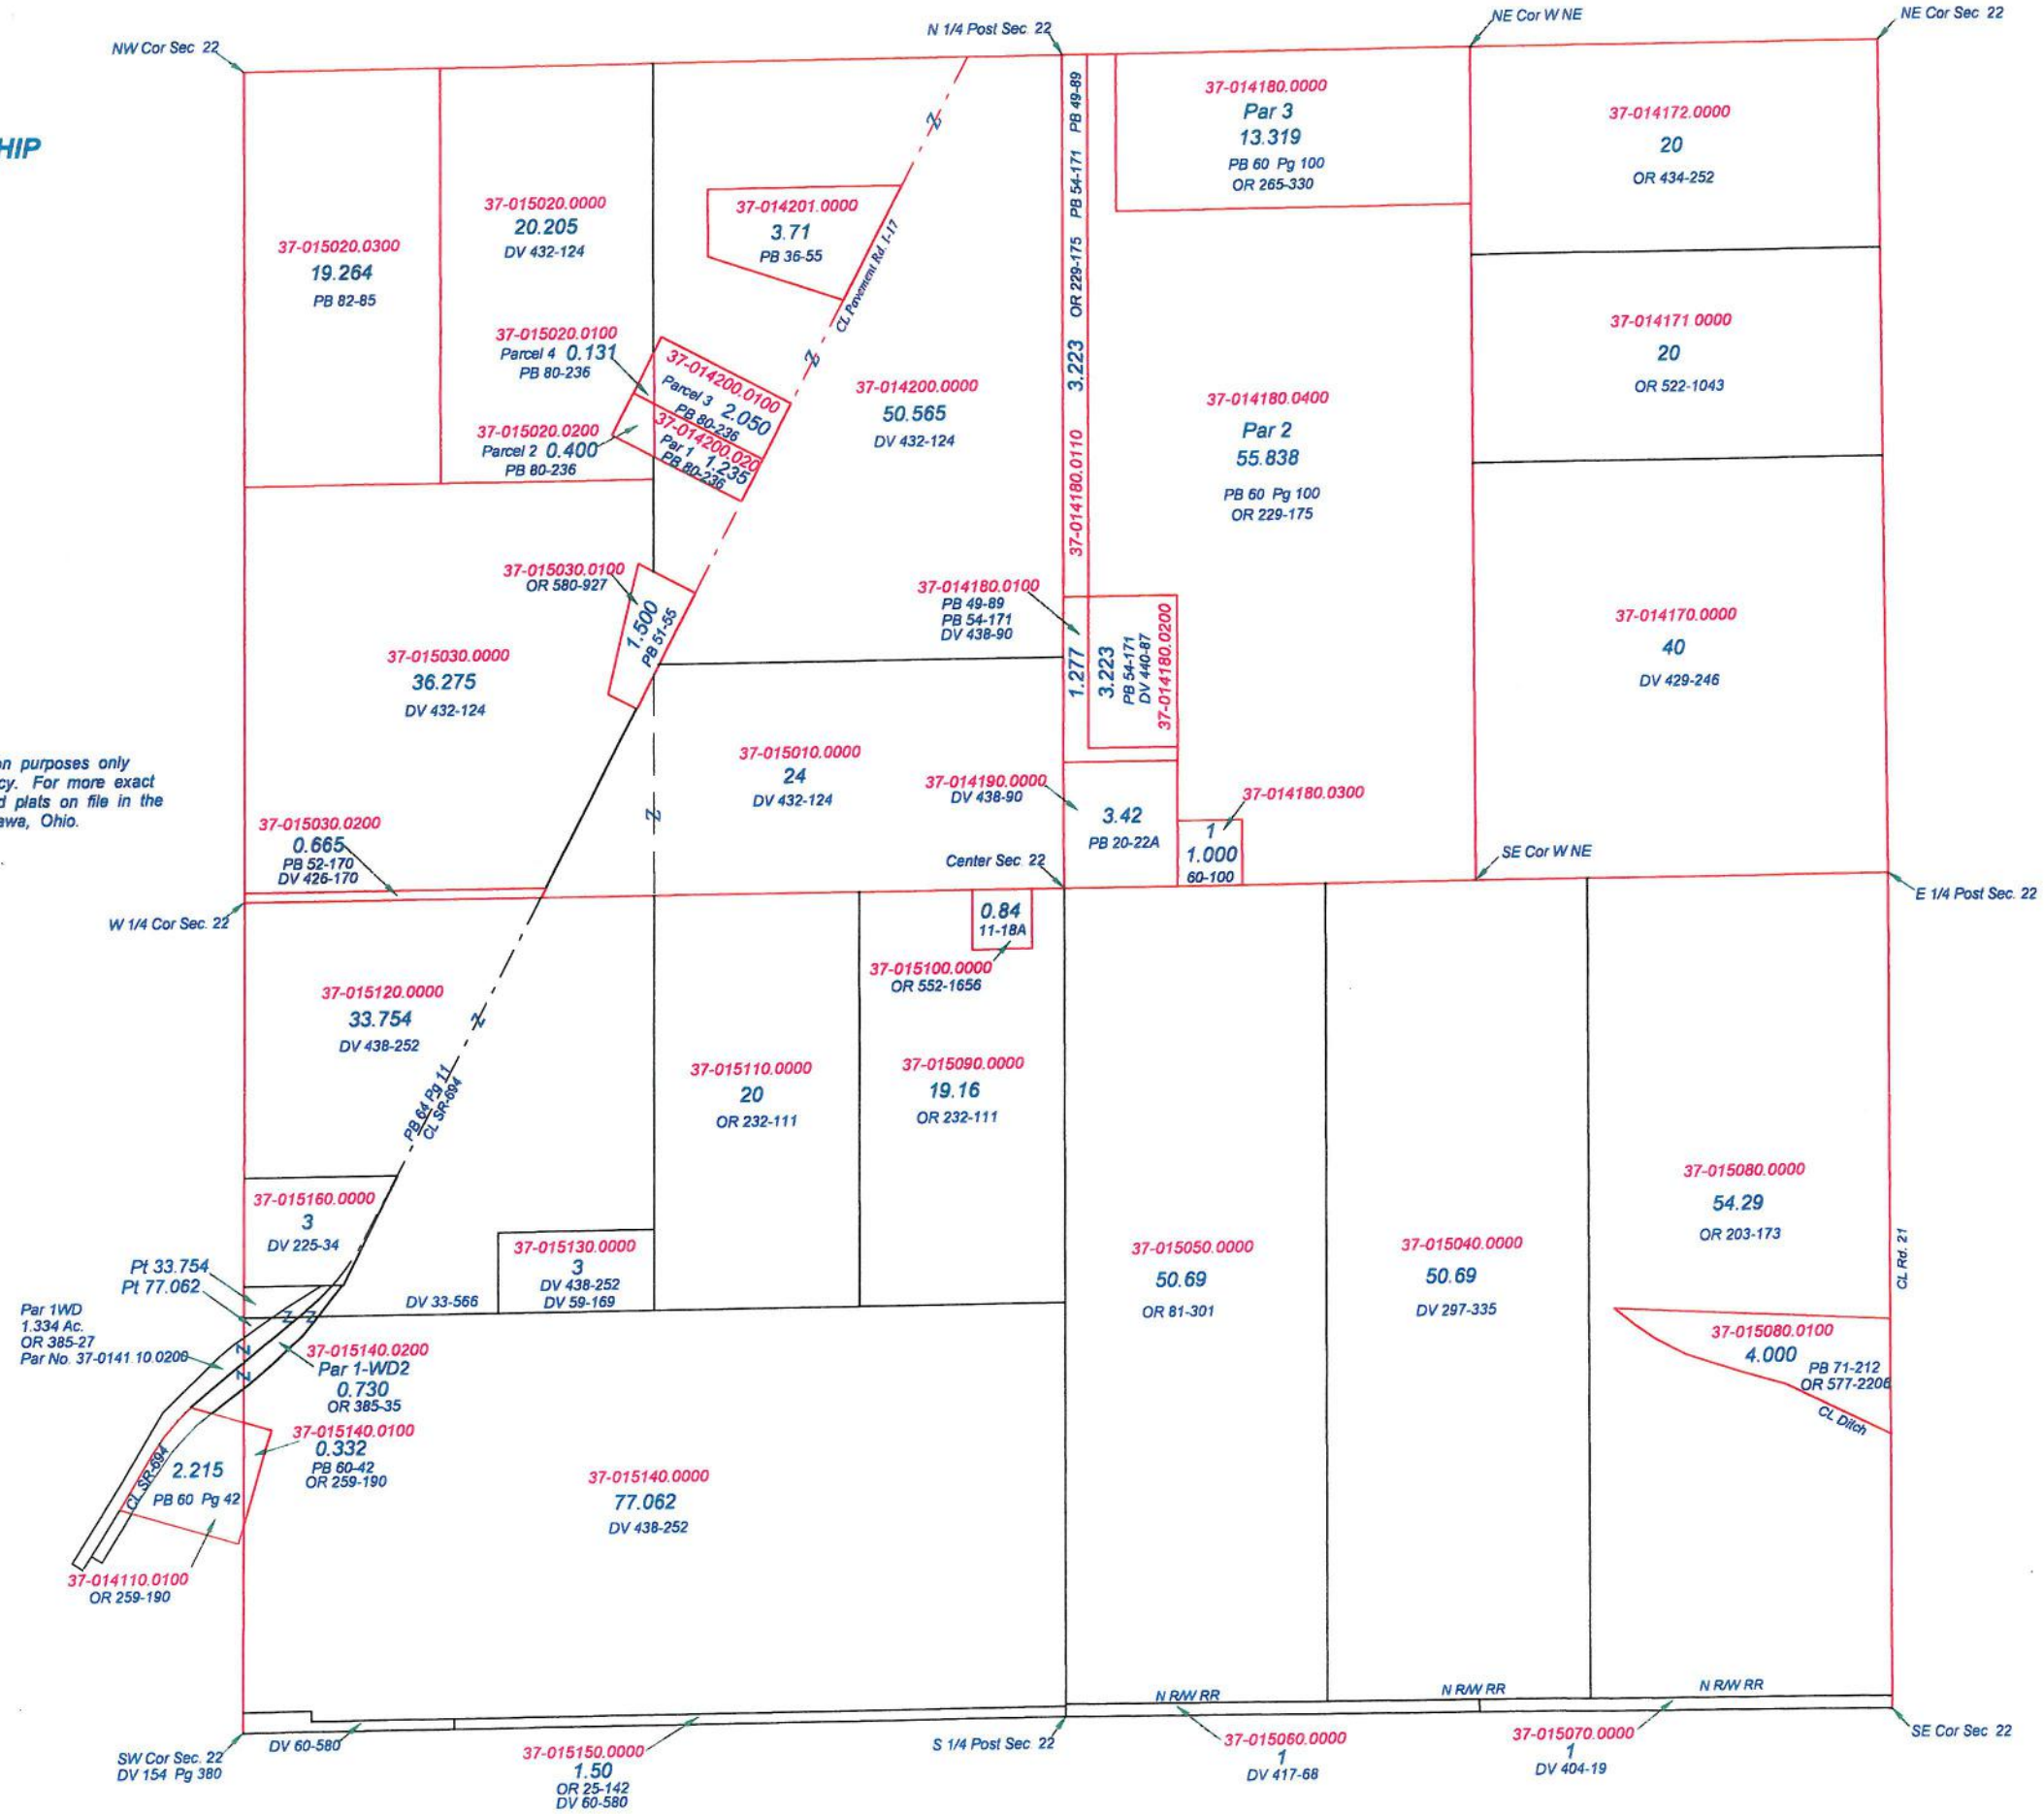 NW Cor Sec 22
N 1/4 Post Sec. 22
NE Cor W NE
NE Cor Sec 22
HIP
37-015020.0300
19.264
PB 82-85
37-015020.0000
20.205
DV 432-124
37-014201.0000
3.71
PB 36-55
CL Pavement Rd. I-17
Z
Z
37-015020.0100
Parcel 4 0.131
PB 80-236
37-015020.0200
Parcel 2 0.400
PB 80-236
37-014200.0100
Parcel 3 2.050
PB 80-236
37-014200.020
Par 1 1.235
PB 80-236
37-014200.0000
50.565
DV 432-124
37-014180.0110 3.223 OR 229-175 PB 54-171 PB 49-89
37-014180.0000
Par 3
13.319
PB 60 Pg 100
OR 265-330
37-014172.0000
20
OR 434-252
37-014171.0000
20
OR 522-1043
37-014180.0400
Par 2
55.838
PB 60 Pg 100
OR 229-175
37-014170.0000
40
DV 429-246
37-015030.0100
OR 580-927
1.500
PB 51-55
37-014180.0100
PB 49-89
PB 54-171
DV 438-90
1.277
3.223
PB 54-171
DV 440-87
37-014180.0200
37-015030.0000
36.275
DV 432-124
37-015010.0000
24
DV 432-124
Z
37-014190.0000
DV 438-90
3.42
PB 20-22A
37-014180.0300
1
1.000
60-100
on purposes only
cy. For more exact
d plats on file in the
awa, Ohio.
37-015030.0200
0.665
PB 52-170
DV 426-170
Center Sec. 22
SE Cor W NE
W 1/4 Cor Sec. 22
E 1/4 Post Sec. 22
0.84
11-18A
37-015100.0000
OR 552-1656
37-015120.0000
33.754
DV 438-252
Z
PB 64 Pg 11
CL SR-694
37-015110.0000
20
OR 232-111
37-015090.0000
19.16
OR 232-111
37-015160.0000
3
DV 225-34
37-015130.0000
3
DV 438-252
DV 59-169
DV 33-566
Pt 33.754
Pt 77.062
Par 1WD
1.334 Ac.
OR 385-27
Par No. 37-0141.10.0200
Z
Z
Z
Z
37-015140.0200
Par 1-WD2
0.730
OR 385-35
37-015140.0100
0.332
PB 60-42
OR 259-190
CL SR-694
2.215
PB 60 Pg 42
37-014110.0100
OR 259-190
37-015140.0000
77.062
DV 438-252
37-015050.0000
50.69
OR 81-301
37-015040.0000
50.69
DV 297-335
37-015080.0000
54.29
OR 203-173
CL Rd. 21
37-015080.0100
4.000
PB 71-212
OR 577-2206
CL Ditch
N R/W RR
N R/W RR
N R/W RR
SW Cor Sec. 22
DV 154 Pg 380
DV 60-580
37-015150.0000
1.50
OR 25-142
DV 60-580
S 1/4 Post Sec. 22
37-015060.0000
1
DV 417-68
37-015070.0000
1
DV 404-19
SE Cor Sec 22